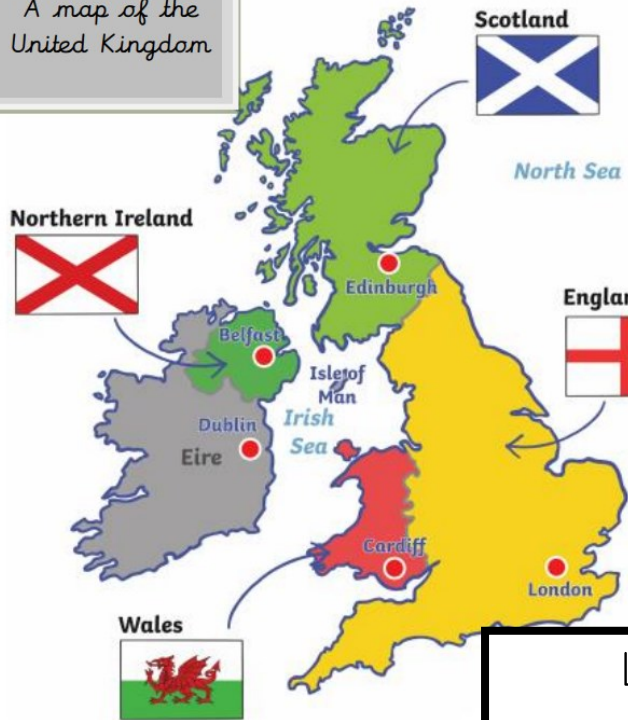 A map of the
United Kingdom
Scotland
North Sea
Northern Ireland
Edinburgh
Belfast
Isle of
Man
Irish
Sea
Dublin
Eire
Cardiff
London
Wales